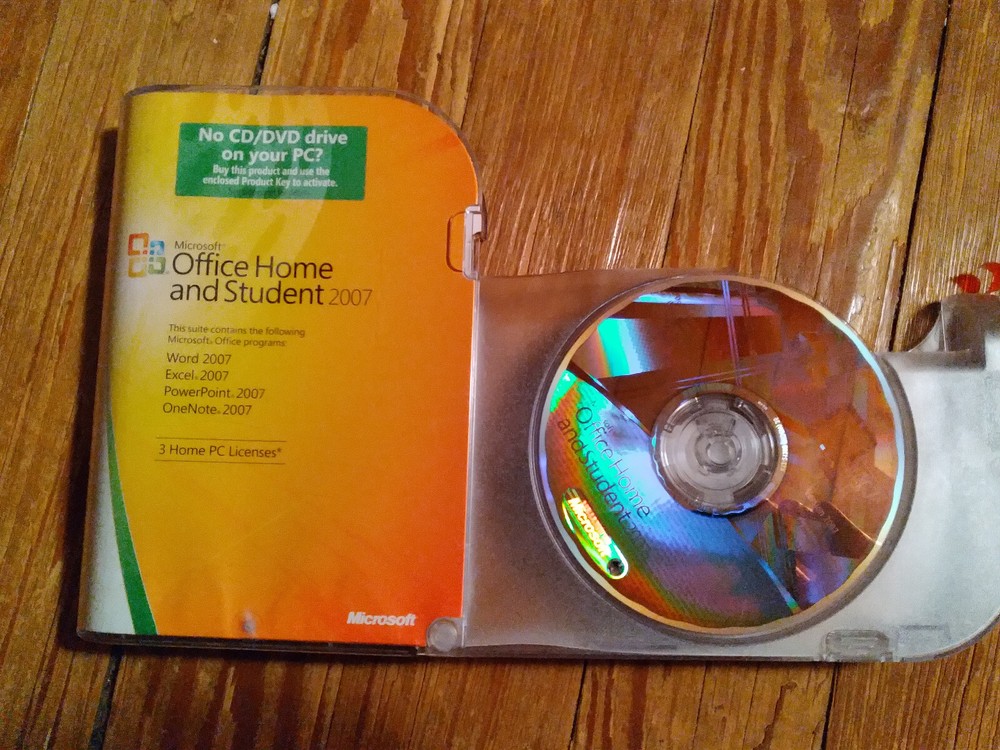 No CD/DVD drive
on your PC?
Buy this product and use the
enclosed Product Key to activate.
Microsoft®
Office Home
and Student 2007
This suite contains the following
Microsoft® Office programs:
Word 2007
Excel® 2007
PowerPoint® 2007
OneNote® 2007
3 Home PC Licenses*
Microsoft
Office Home
and Student
Microsoft